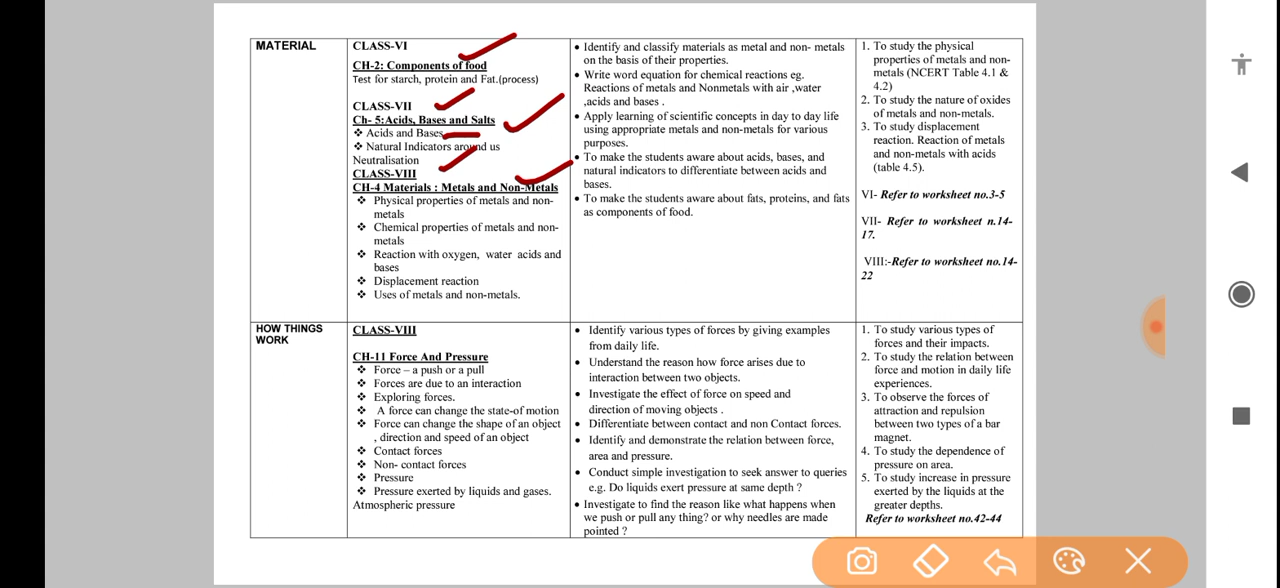 MATERIAL
CLASS-VI
CH-2: Components of food
Test for starch, protein and Fat.(process)
CLASS-VII
Ch- 5:Acids, Bases and Salts
❖ Acids and Bases
❖ Natural Indicators around us
Neutralisation
CLASS-VIII
CH-4 Materials : Metals and Non-Metals
❖ Physical properties of metals and non-
metals
❖ Chemical properties of metals and non-
metals
❖ Reaction with oxygen, water acids and
bases
❖ Displacement reaction
❖ Uses of metals and non-metals.
• Identify and classify materials as metal and non- metals
on the basis of their properties.
• Write word equation for chemical reactions eg.
Reactions of metals and Nonmetals with air ,water
,acids and bases .
• Apply learning of scientific concepts in day to day life
using appropriate metals and non-metals for various
purposes.
• To make the students aware about acids, bases, and
natural indicators to differentiate between acids and
bases.
• To make the students aware about fats, proteins, and fats
as components of food.
1. To study the physical
properties of metals and non-
metals (NCERT Table 4.1 &
4.2)
2. To study the nature of oxides
of metals and non-metals.
3. To study displacement
reaction. Reaction of metals
and non-metals with acids
(table 4.5).
VI- Refer to worksheet no.3-5
VII- Refer to worksheet n.14-
17.
VIII:-Refer to worksheet no.14-
22
HOW THINGS
WORK
CLASS-VIII
CH-11 Force And Pressure
❖ Force – a push or a pull
❖ Forces are due to an interaction
❖ Exploring forces.
❖ A force can change the state-of motion
❖ Force can change the shape of an object
, direction and speed of an object
❖ Contact forces
❖ Non- contact forces
❖ Pressure
❖ Pressure exerted by liquids and gases.
Atmospheric pressure
• Identify various types of forces by giving examples
from daily life.
• Understand the reason how force arises due to
interaction between two objects.
• Investigate the effect of force on speed and
direction of moving objects .
• Differentiate between contact and non Contact forces.
• Identify and demonstrate the relation between force,
area and pressure.
• Conduct simple investigation to seek answer to queries
e.g. Do liquids exert pressure at same depth ?
• Investigate to find the reason like what happens when
we push or pull any thing? or why needles are made
pointed ?
1. To study various types of
forces and their impacts.
2. To study the relation between
force and motion in daily life
experiences.
3. To observe the forces of
attraction and repulsion
between two types of a bar
magnet.
4. To study the dependence of
pressure on area.
5. To study increase in pressure
exerted by the liquids at the
greater depths.
Refer to worksheet no.42-44